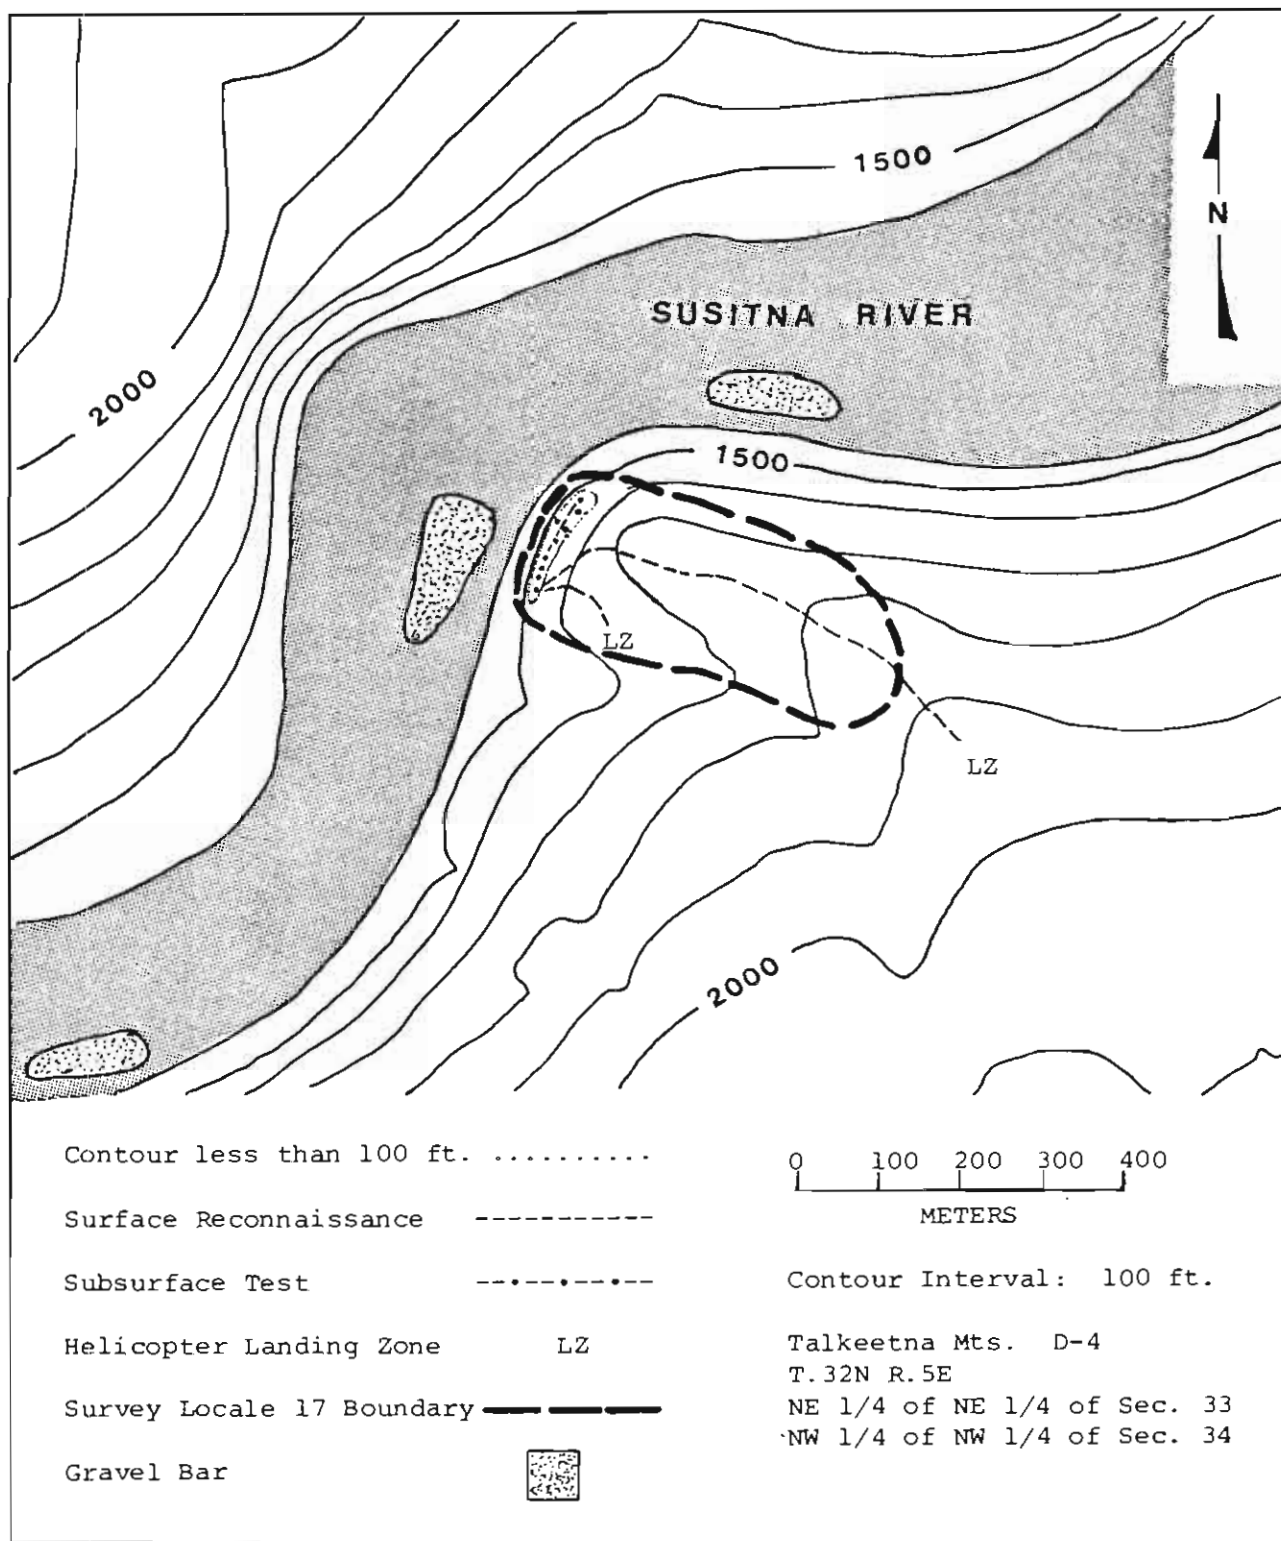 1500
N
SUSITNA RIVER
2000
1500
LZ
LZ
2000
Contour less than 100 ft. ..........
Surface Reconnaissance
Subsurface Test
Helicopter Landing Zone LZ
Survey Locale 17 Boundary
Gravel Bar
0 100 200 300 400
METERS
Contour Interval: 100 ft.
Talkeetna Mts. D-4
T.32N R.5E
NE 1/4 of NE 1/4 of Sec. 33
NW 1/4 of NW 1/4 of Sec. 34